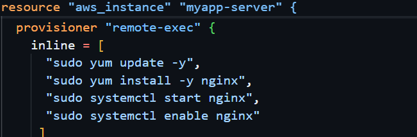 resource "aws_instance" "myapp-server" {
  provisioner "remote-exec" {
    inline = [
      "sudo yum update -y",
      "sudo yum install -y nginx",
      "sudo systemctl start nginx",
      "sudo systemctl enable nginx"
    ]